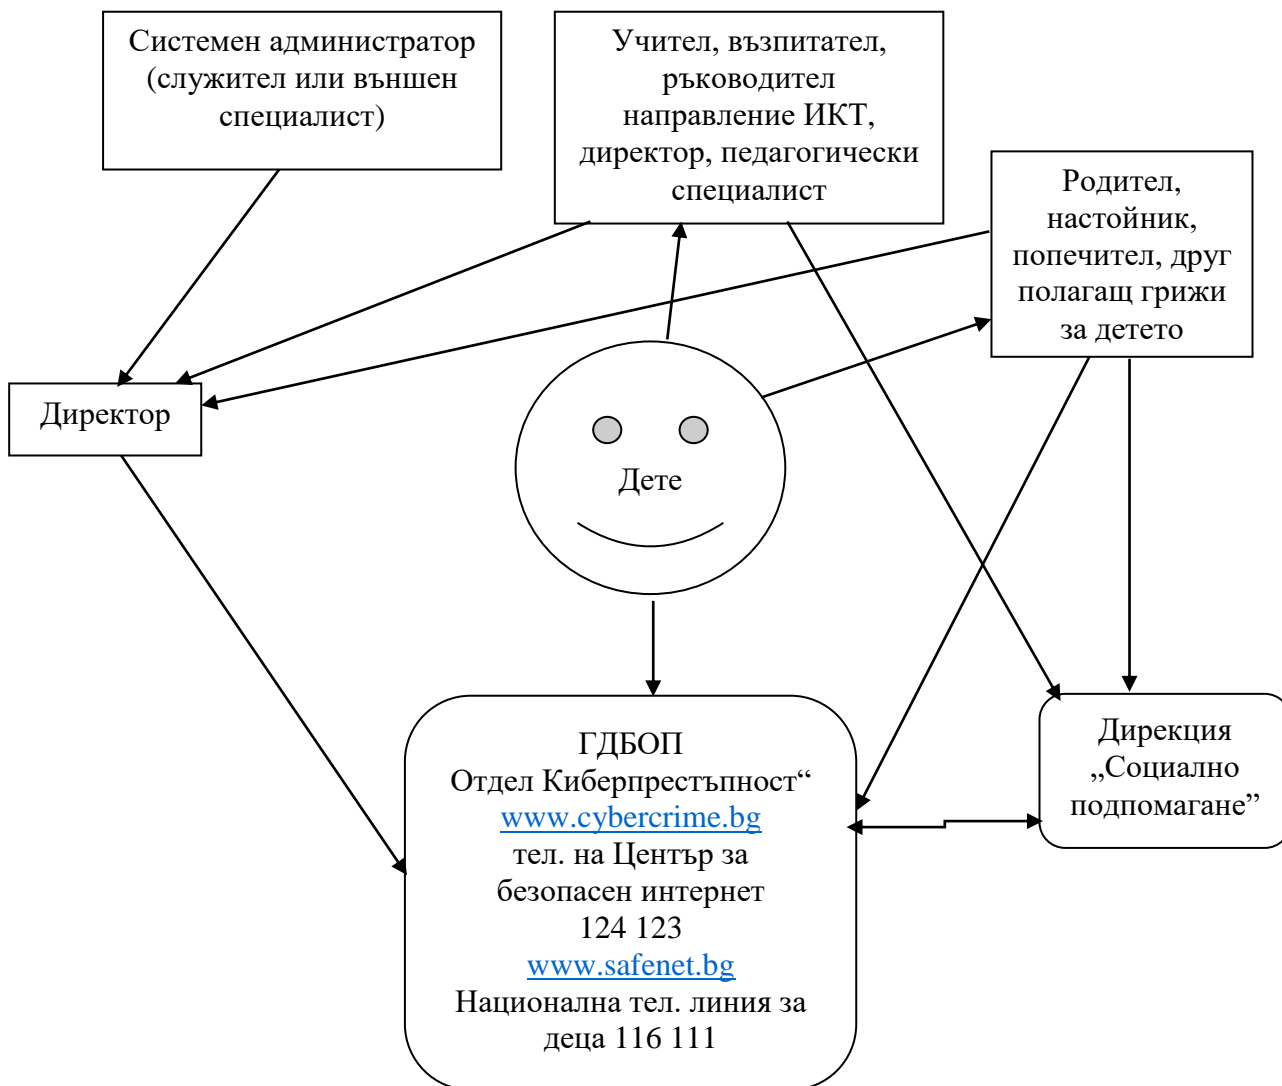 Системен администратор
(служител или външен
специалист)
Учител, възпитател,
ръководител
направление ИКТ,
директор, педагогически
специалист
Родител,
настойник,
попечител, друг
полагащ грижи
за детето
Директор
Дете
ГДБОП
Отдел Киберпрестъпност“
www.cybercrime.bg
тел. на Център за
безопасен интернет
124 123
www.safenet.bg
Национална тел. линия за
деца 116 111
Дирекция
„Социално
подпомагане”